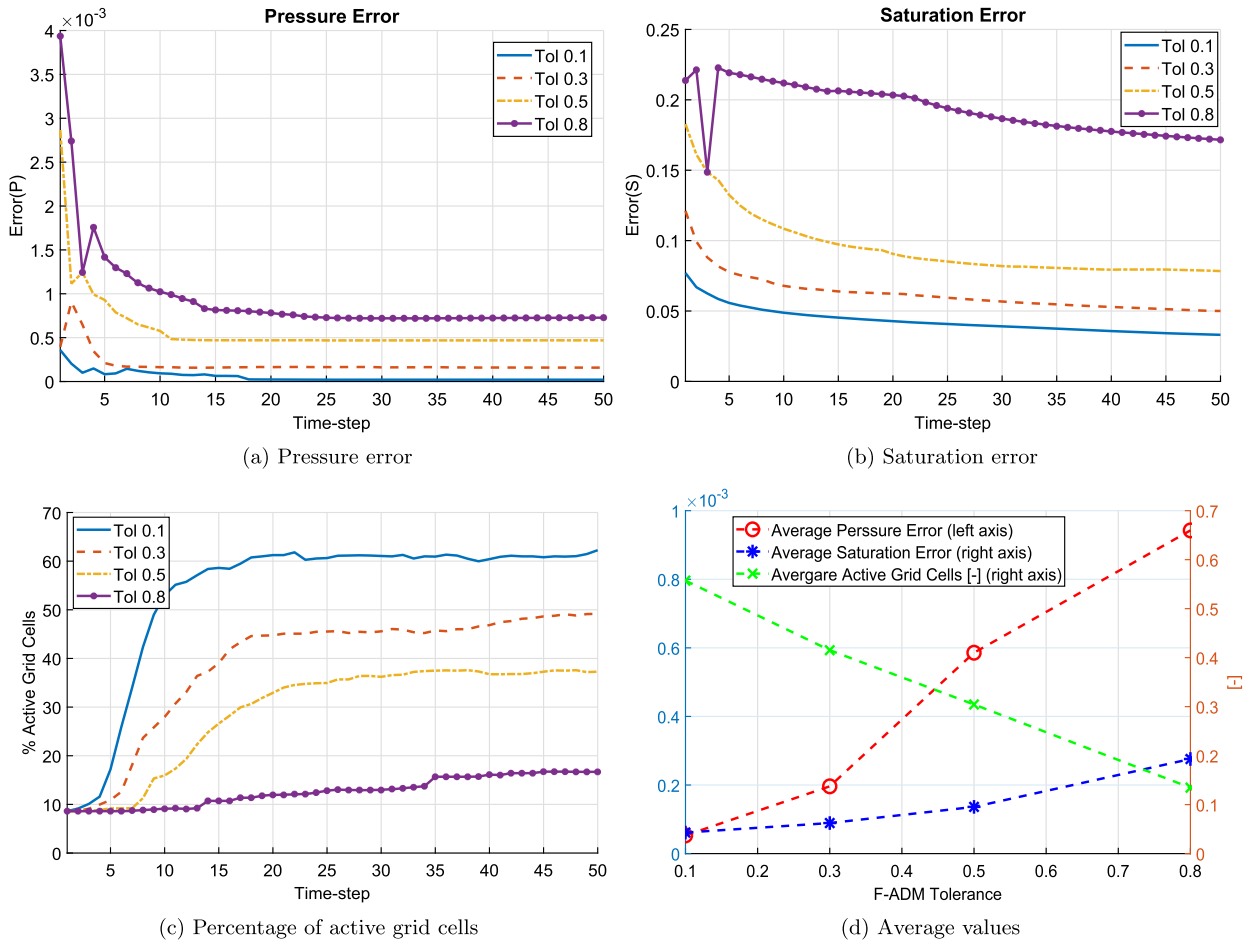 Pressure Error
×10-3
4
3.5
3
2.5
2
1.5
1
0.5
0
Error(P)
5 10 15 20 25 30 35 40 45 50
Time-step
Tol 0.1
Tol 0.3
Tol 0.5
Tol 0.8
(a) Pressure error
Saturation Error
0.25
0.2
0.15
0.1
0.05
0
Error(S)
5 10 15 20 25 30 35 40 45 50
Time-step
Tol 0.1
Tol 0.3
Tol 0.5
Tol 0.8
(b) Saturation error
70
60
50
40
30
20
10
0
% Active Grid Cells
5 10 15 20 25 30 35 40 45 50
Time-step
Tol 0.1
Tol 0.3
Tol 0.5
Tol 0.8
(c) Percentage of active grid cells
×10-3
1
0.8
0.6
0.4
0.2
0
0.1 0.2 0.3 0.4 0.5 0.6 0.7 0.8
F-ADM Tolerance
Average Pressure Error (left axis)
Average Saturation Error (right axis)
Avergare Active Grid Cells [-] (right axis)
0.7
0.6
0.5
0.4
0.3
0.2
0.1
0
[-]
(d) Average values